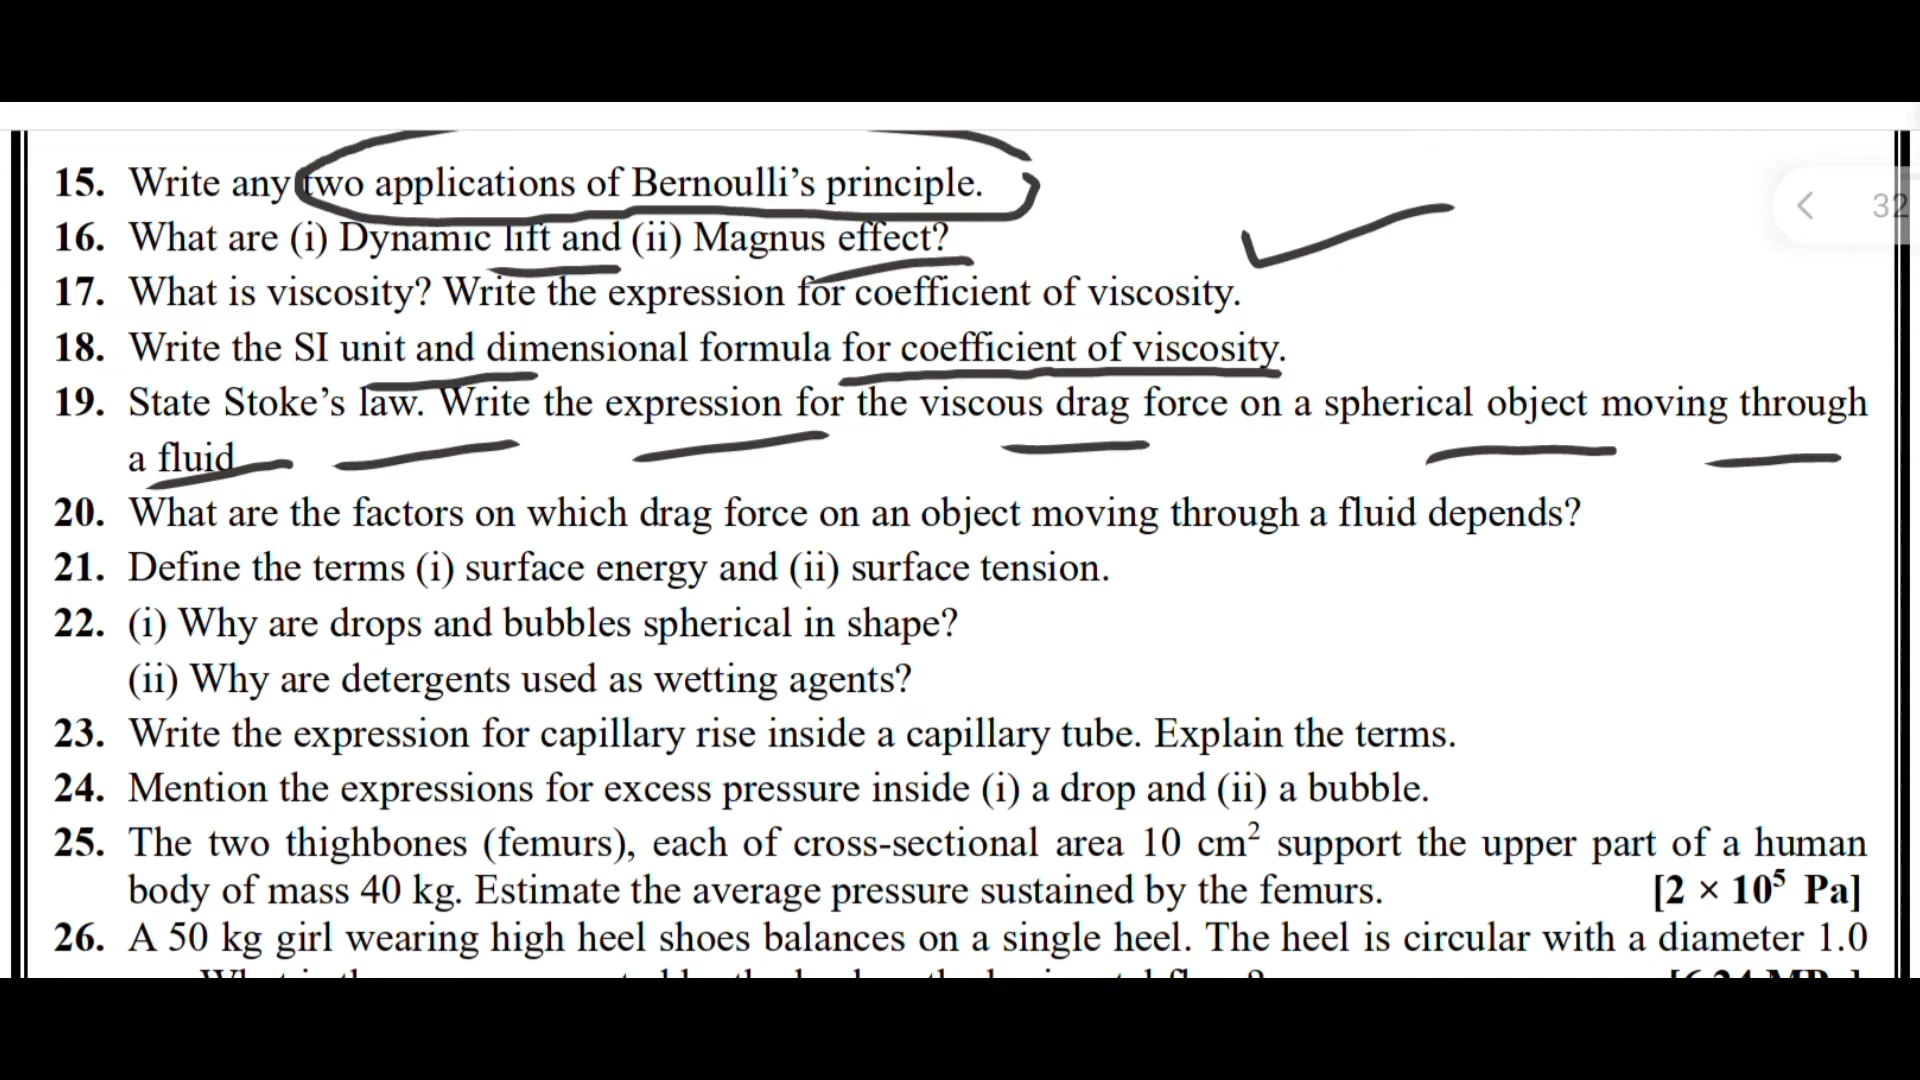 15. Write any two applications of Bernoulli’s principle.
32
16. What are (i) Dynamic lift and (ii) Magnus effect?
17. What is viscosity? Write the expression for coefficient of viscosity.
18. Write the SI unit and dimensional formula for coefficient of viscosity.
19. State Stoke’s law. Write the expression for the viscous drag force on a spherical object moving through
a fluid
20. What are the factors on which drag force on an object moving through a fluid depends?
21. Define the terms (i) surface energy and (ii) surface tension.
22. (i) Why are drops and bubbles spherical in shape?
(ii) Why are detergents used as wetting agents?
23. Write the expression for capillary rise inside a capillary tube. Explain the terms.
24. Mention the expressions for excess pressure inside (i) a drop and (ii) a bubble.
25. The two thighbones (femurs), each of cross-sectional area 10 cm² support the upper part of a human
body of mass 40 kg. Estimate the average pressure sustained by the femurs. [2 × 10⁵ Pa]
26. A 50 kg girl wearing high heel shoes balances on a single heel. The heel is circular with a diameter 1.0